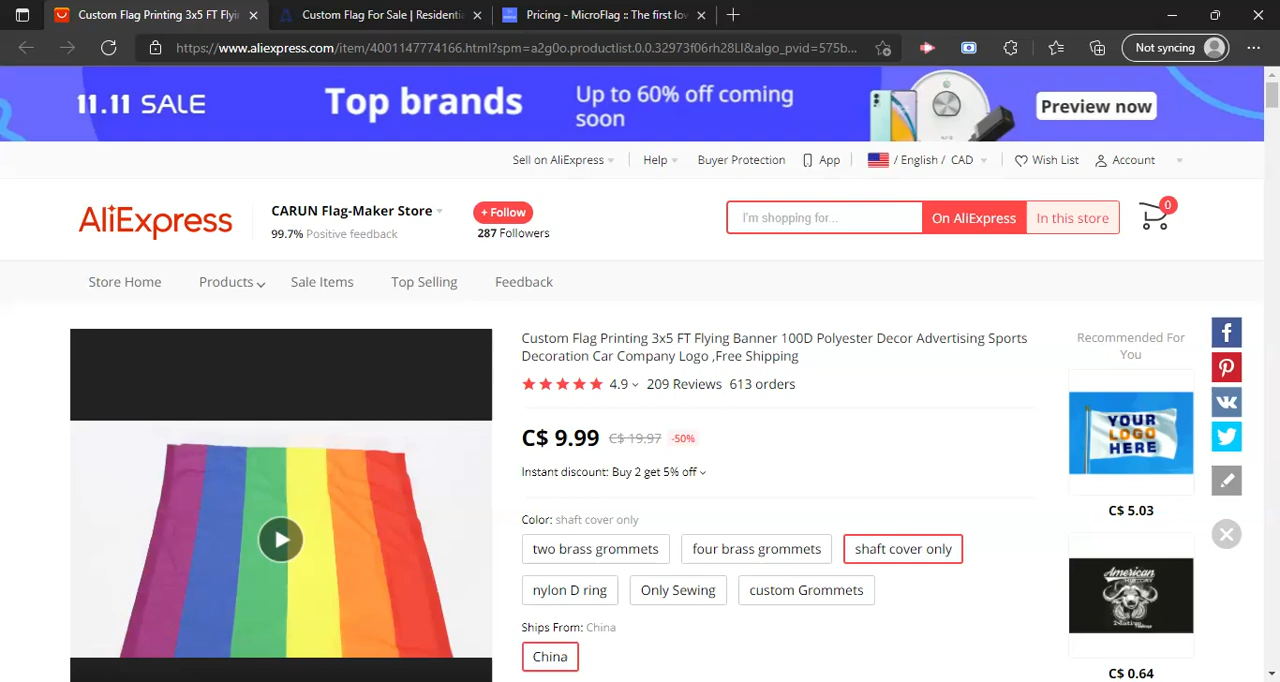 Custom Flag Printing 3x5 FT Flyi
Custom Flag For Sale | Residentia
Pricing - MicroFlag :: The first lov
https://www.aliexpress.com/item/4001147774166.html?spm=a2g0o.productlist.0.0.32973f06rh28Ll&algo_pvid=575b...
Not syncing
11.11 SALE
Top brands
Up to 60% off coming
soon
Preview now
Sell on AliExpress
Help
Buyer Protection
App
/ English / CAD
Wish List
Account
AliExpress
CARUN Flag-Maker Store
99.7% Positive feedback
+ Follow
287 Followers
I'm shopping for...
On AliExpress
In this store
0
Store Home
Products
Sale Items
Top Selling
Feedback
Custom Flag Printing 3x5 FT Flying Banner 100D Polyester Decor Advertising Sports
Decoration Car Company Logo ,Free Shipping
4.9
209 Reviews
613 orders
C$ 9.99
C$ 19.97
-50%
Instant discount: Buy 2 get 5% off
Color: shaft cover only
two brass grommets
four brass grommets
shaft cover only
nylon D ring
Only Sewing
custom Grommets
Ships From: China
China
Recommended For
You
YOUR
LOGO
HERE
C$ 5.03
American
Native
C$ 0.64